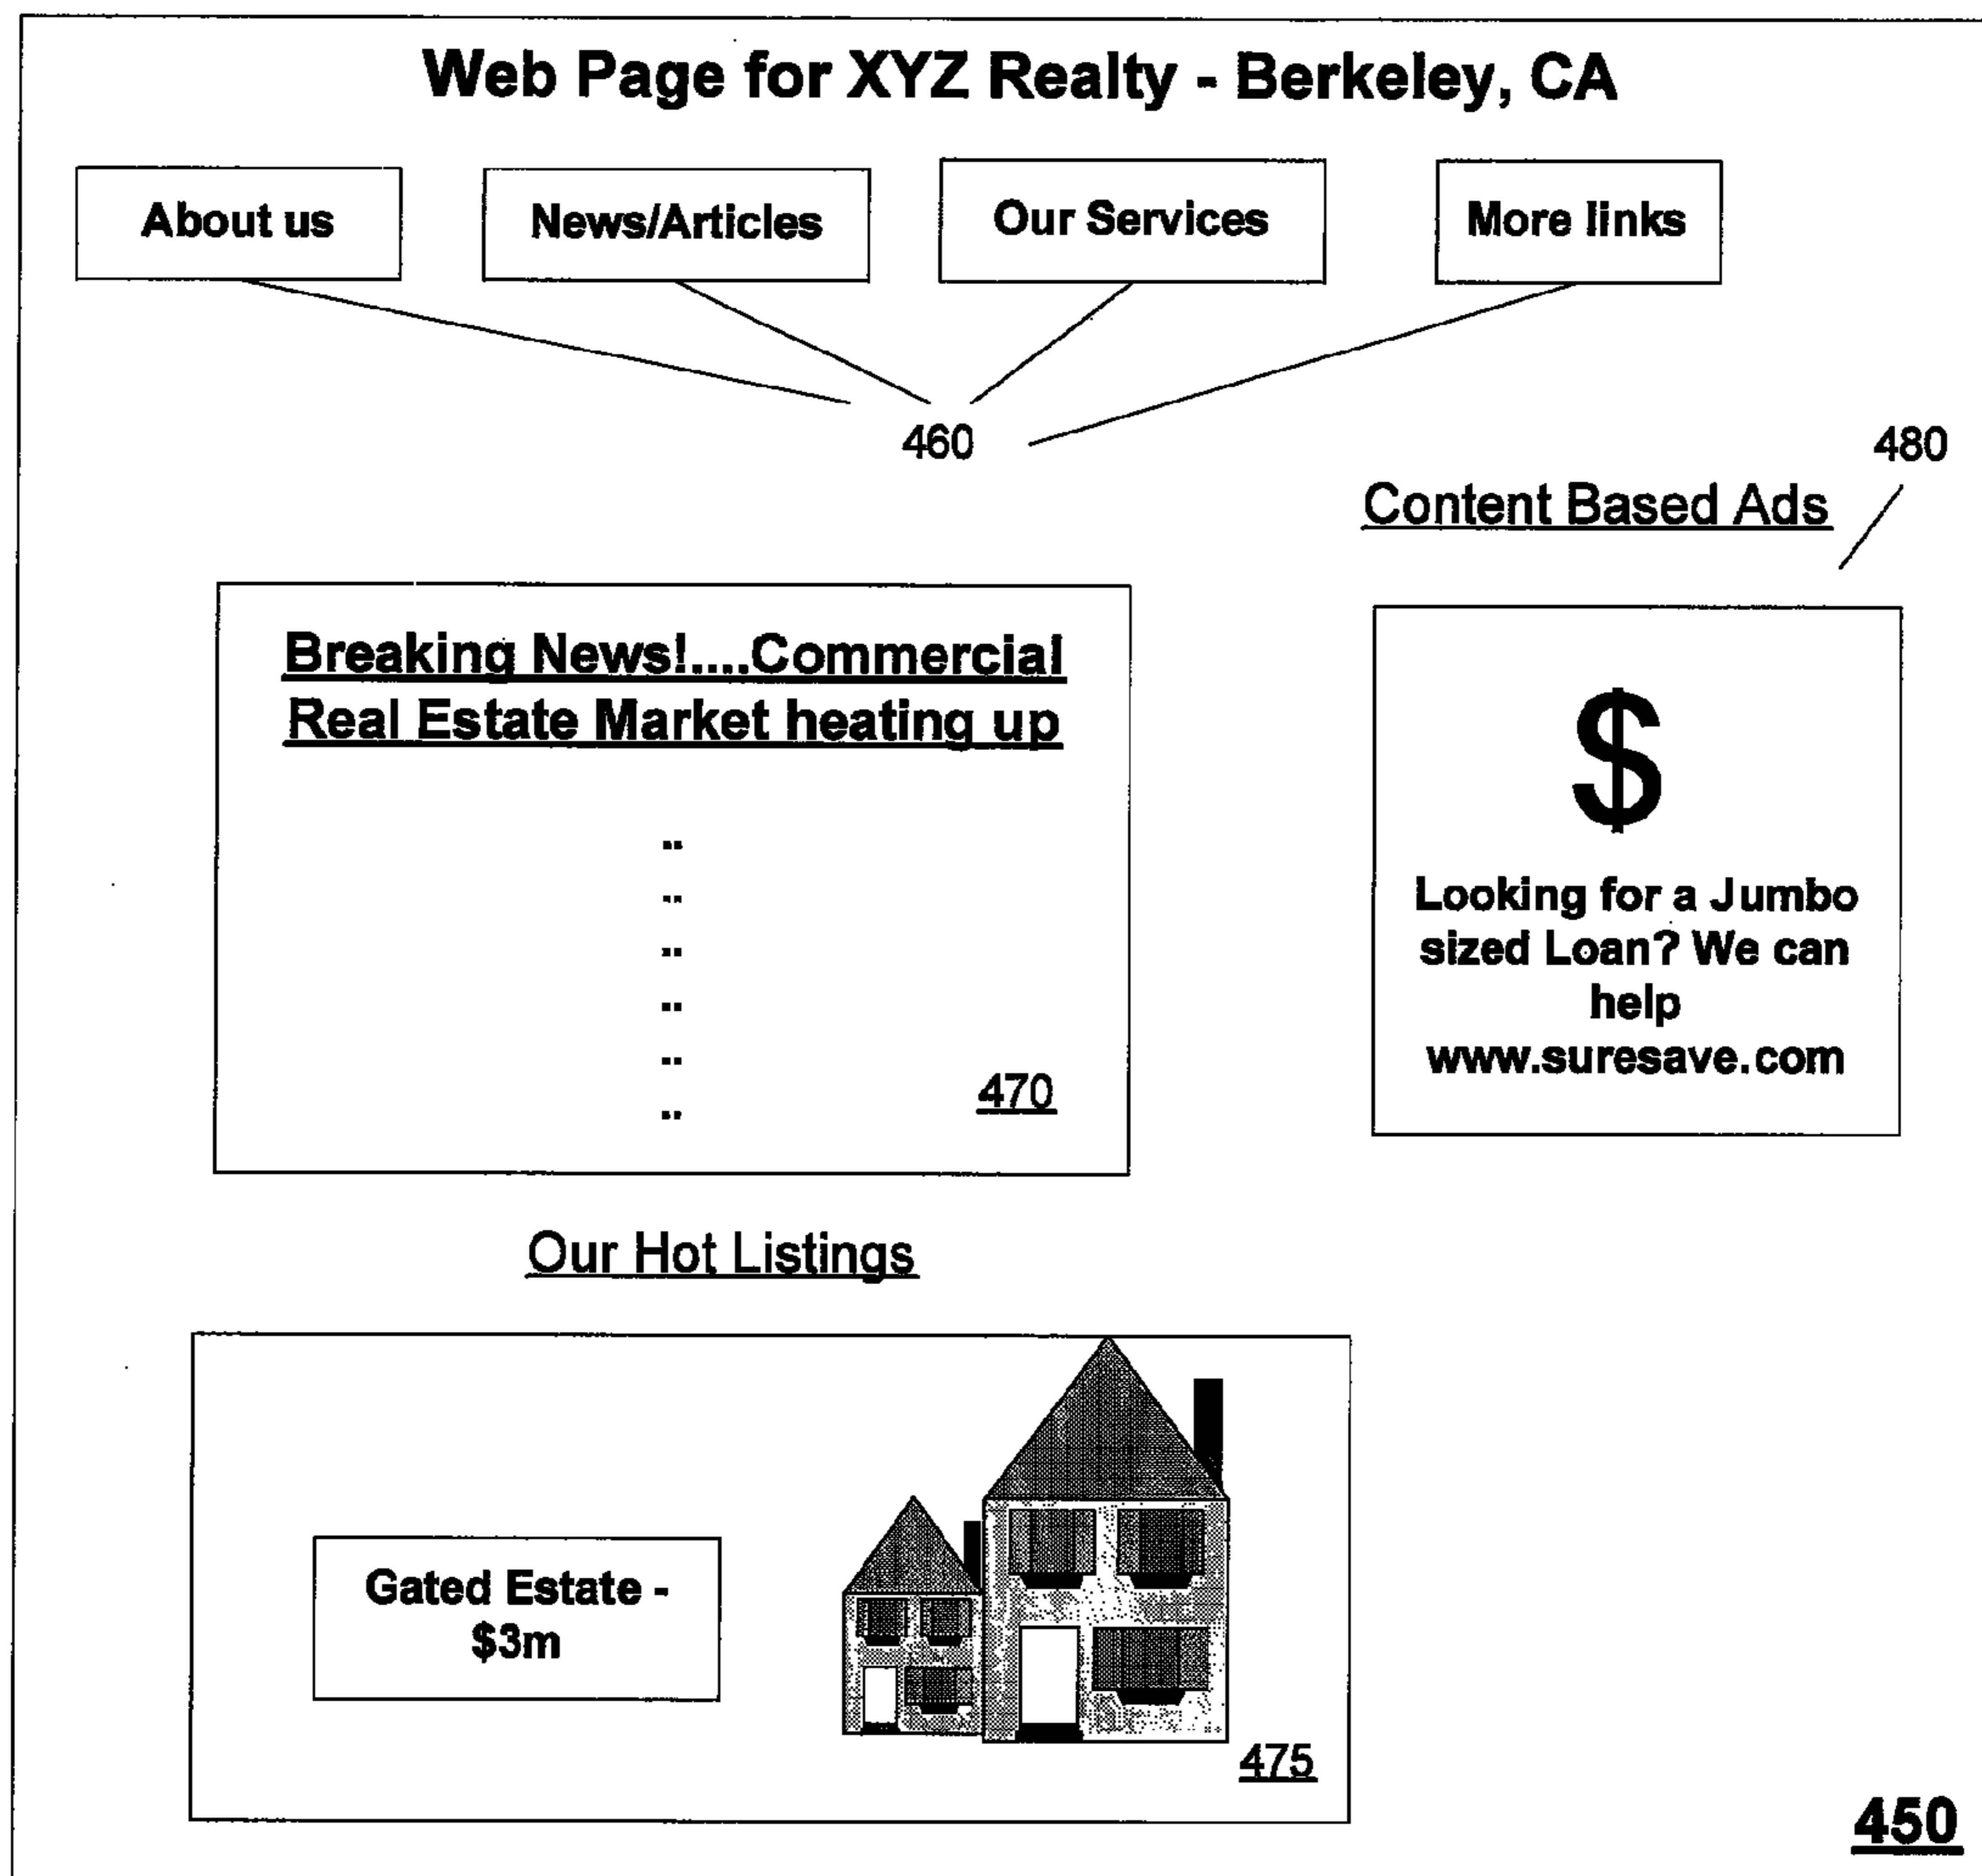 Web Page for XYZ Realty - Berkeley, CA
About us
News/Articles
Our Services
More links
460
480
Content Based Ads
Breaking News!....Commercial
Real Estate Market heating up
..
..
..
..
..
..
470
$
Looking for a Jumbo
sized Loan? We can
help
www.suresave.com
Our Hot Listings
Gated Estate -
$3m
475
450